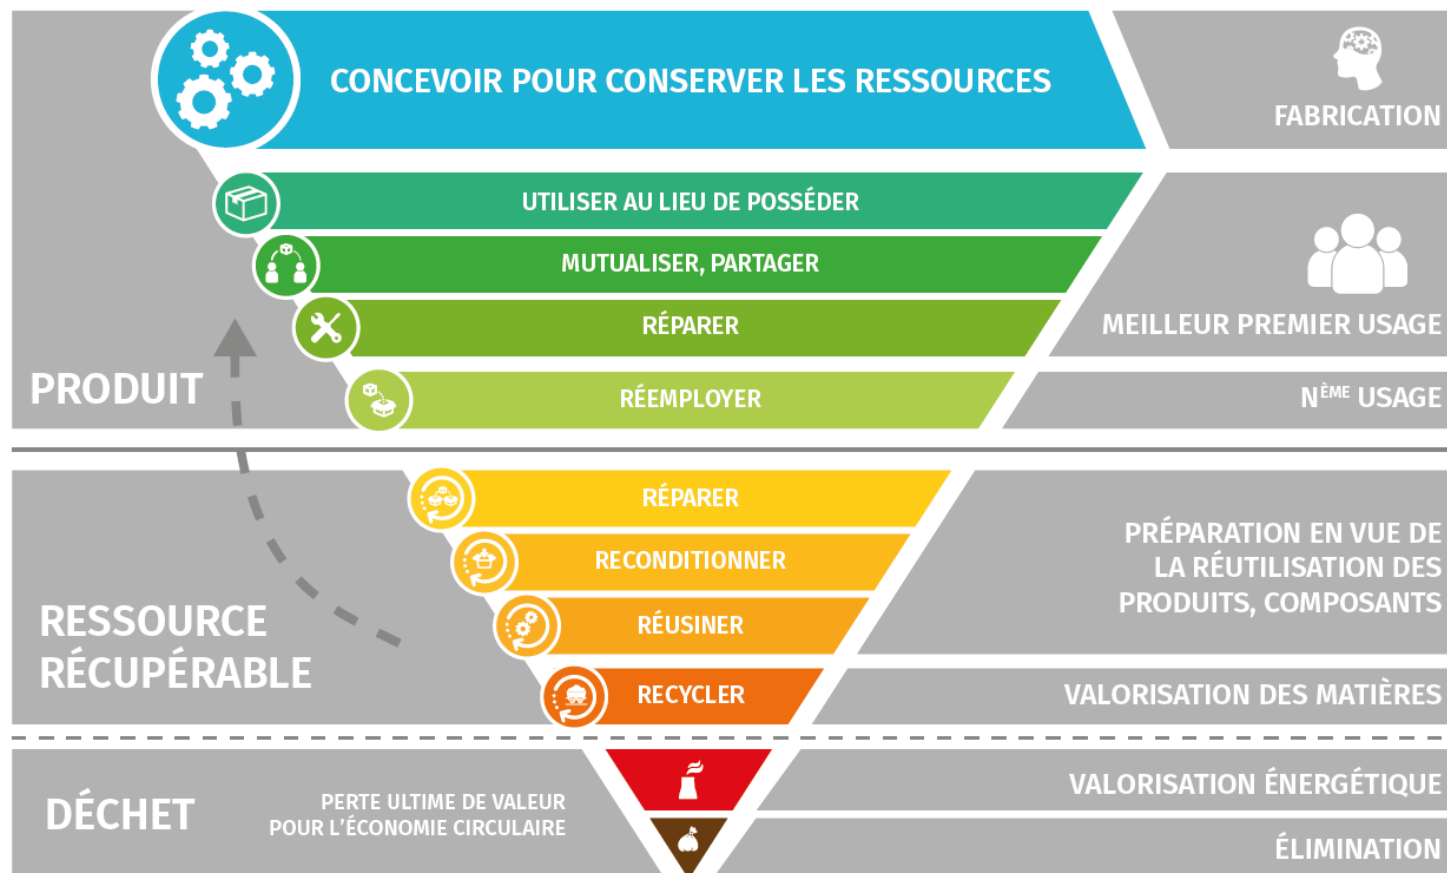 CONCEVOIR POUR CONSERVER LES RESSOURCES
FABRICATION
UTILISER AU LIEU DE POSSÉDER
MUTUALISER, PARTAGER
RÉPARER
MEILLEUR PREMIER USAGE
PRODUIT
RÉEMPLOYER
NÈME USAGE
RÉPARER
RECONDITIONNER
RÉUSINER
PRÉPARATION EN VUE DE
LA RÉUTILISATION DES
PRODUITS, COMPOSANTS
RESSOURCE
RÉCUPÉRABLE
RECYCLER
VALORISATION DES MATIÈRES
DÉCHET
PERTE ULTIME DE VALEUR
POUR L’ÉCONOMIE CIRCULAIRE
VALORISATION ÉNERGÉTIQUE
ÉLIMINATION